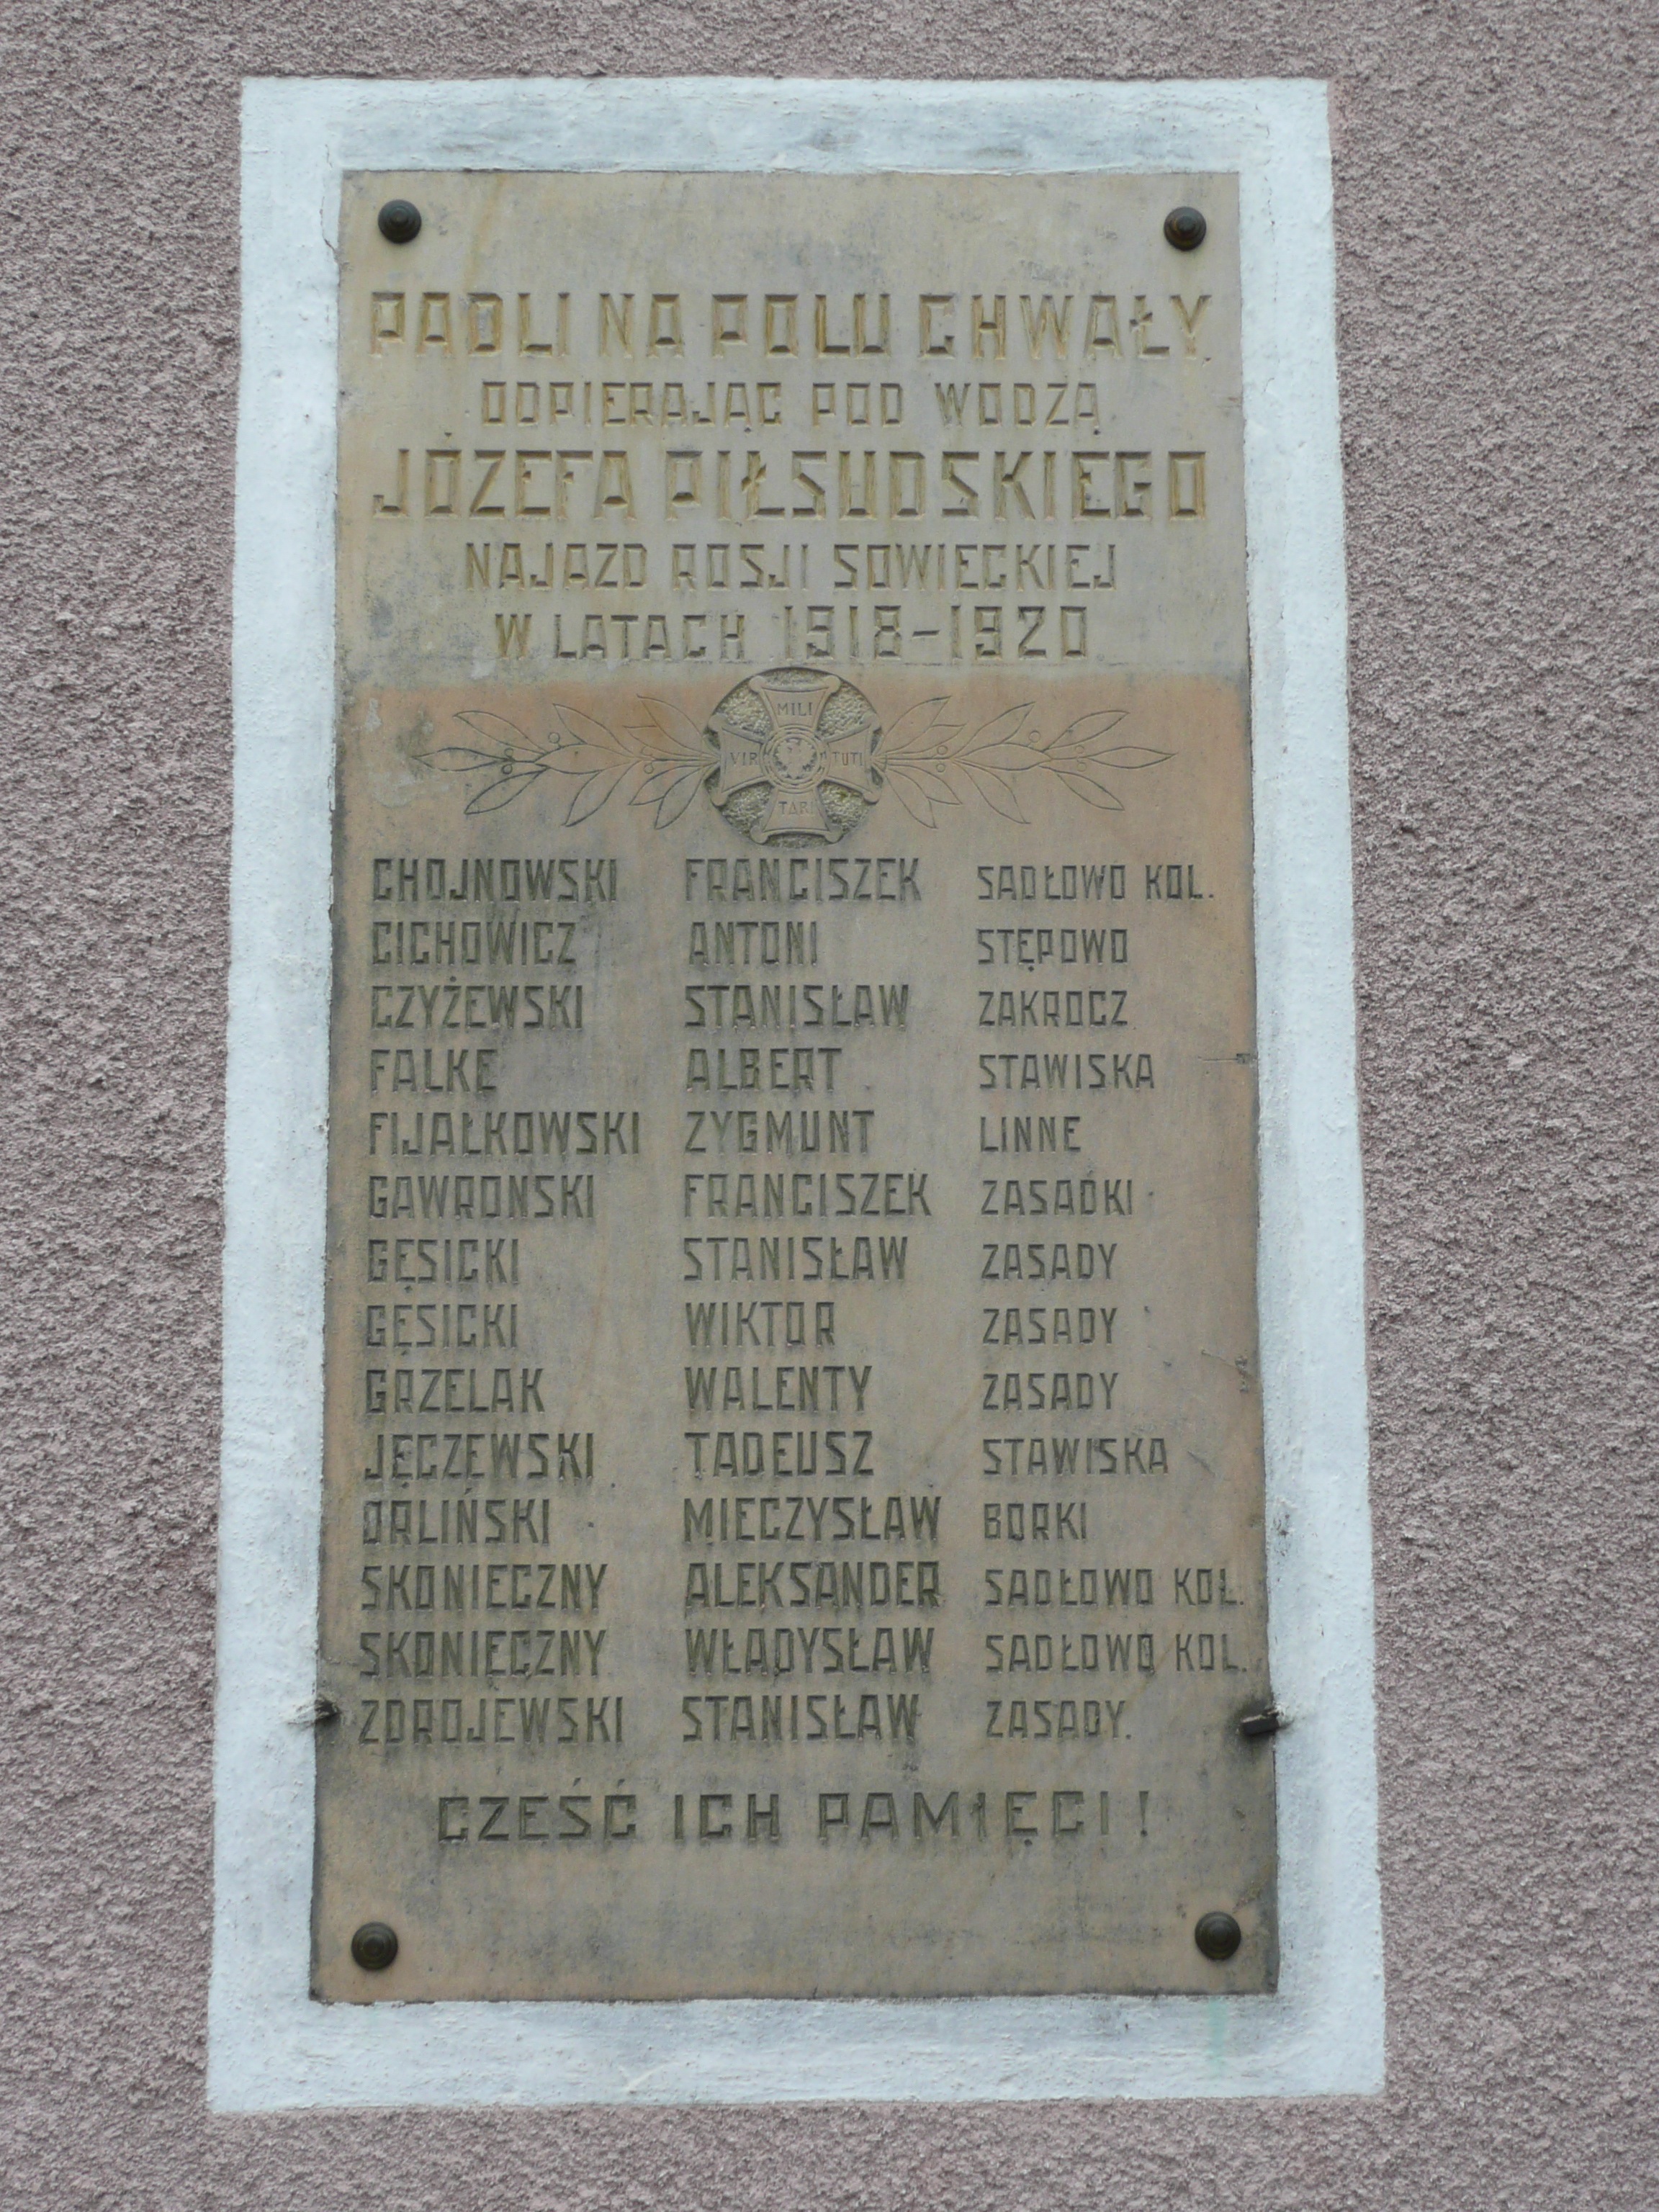 PADLI NA POLU CHWAŁY
ODPIERAJĄC POD WODZĄ
JÓZEFA PIŁSUDSKIEGO
NAJAZD ROSJI SOWIECKIEJ
W LATACH 1918-1920
MILI
VIR TUTI
TARI
CHOJNOWSKI FRANCISZEK SADŁOWO KOL.
CICHOWICZ ANTONI STĘPOWO
CZYŻEWSKI STANISŁAW ZAKROCZ
FALKE ALBERT STAWISKA
FIJAŁKOWSKI ZYGMUNT LINNE
GAWRONSKI FRANCISZEK ZASADKI
GĘSICKI STANISŁAW ZASADY
GĘSICKI WIKTOR ZASADY
GRZELAK WALENTY ZASADY
JĘCZEWSKI TADEUSZ STAWISKA
ORLIŃSKI MIECZYSŁAW BORKI
SKONIECZNY ALEKSANDER SADŁOWO KOŁ.
SKONIECZNY WŁADYSŁAW SADŁOWO KOL.
ZDROJEWSKI STANISŁAW ZASADY.
CZEŚĆ ICH PAMIĘCI!